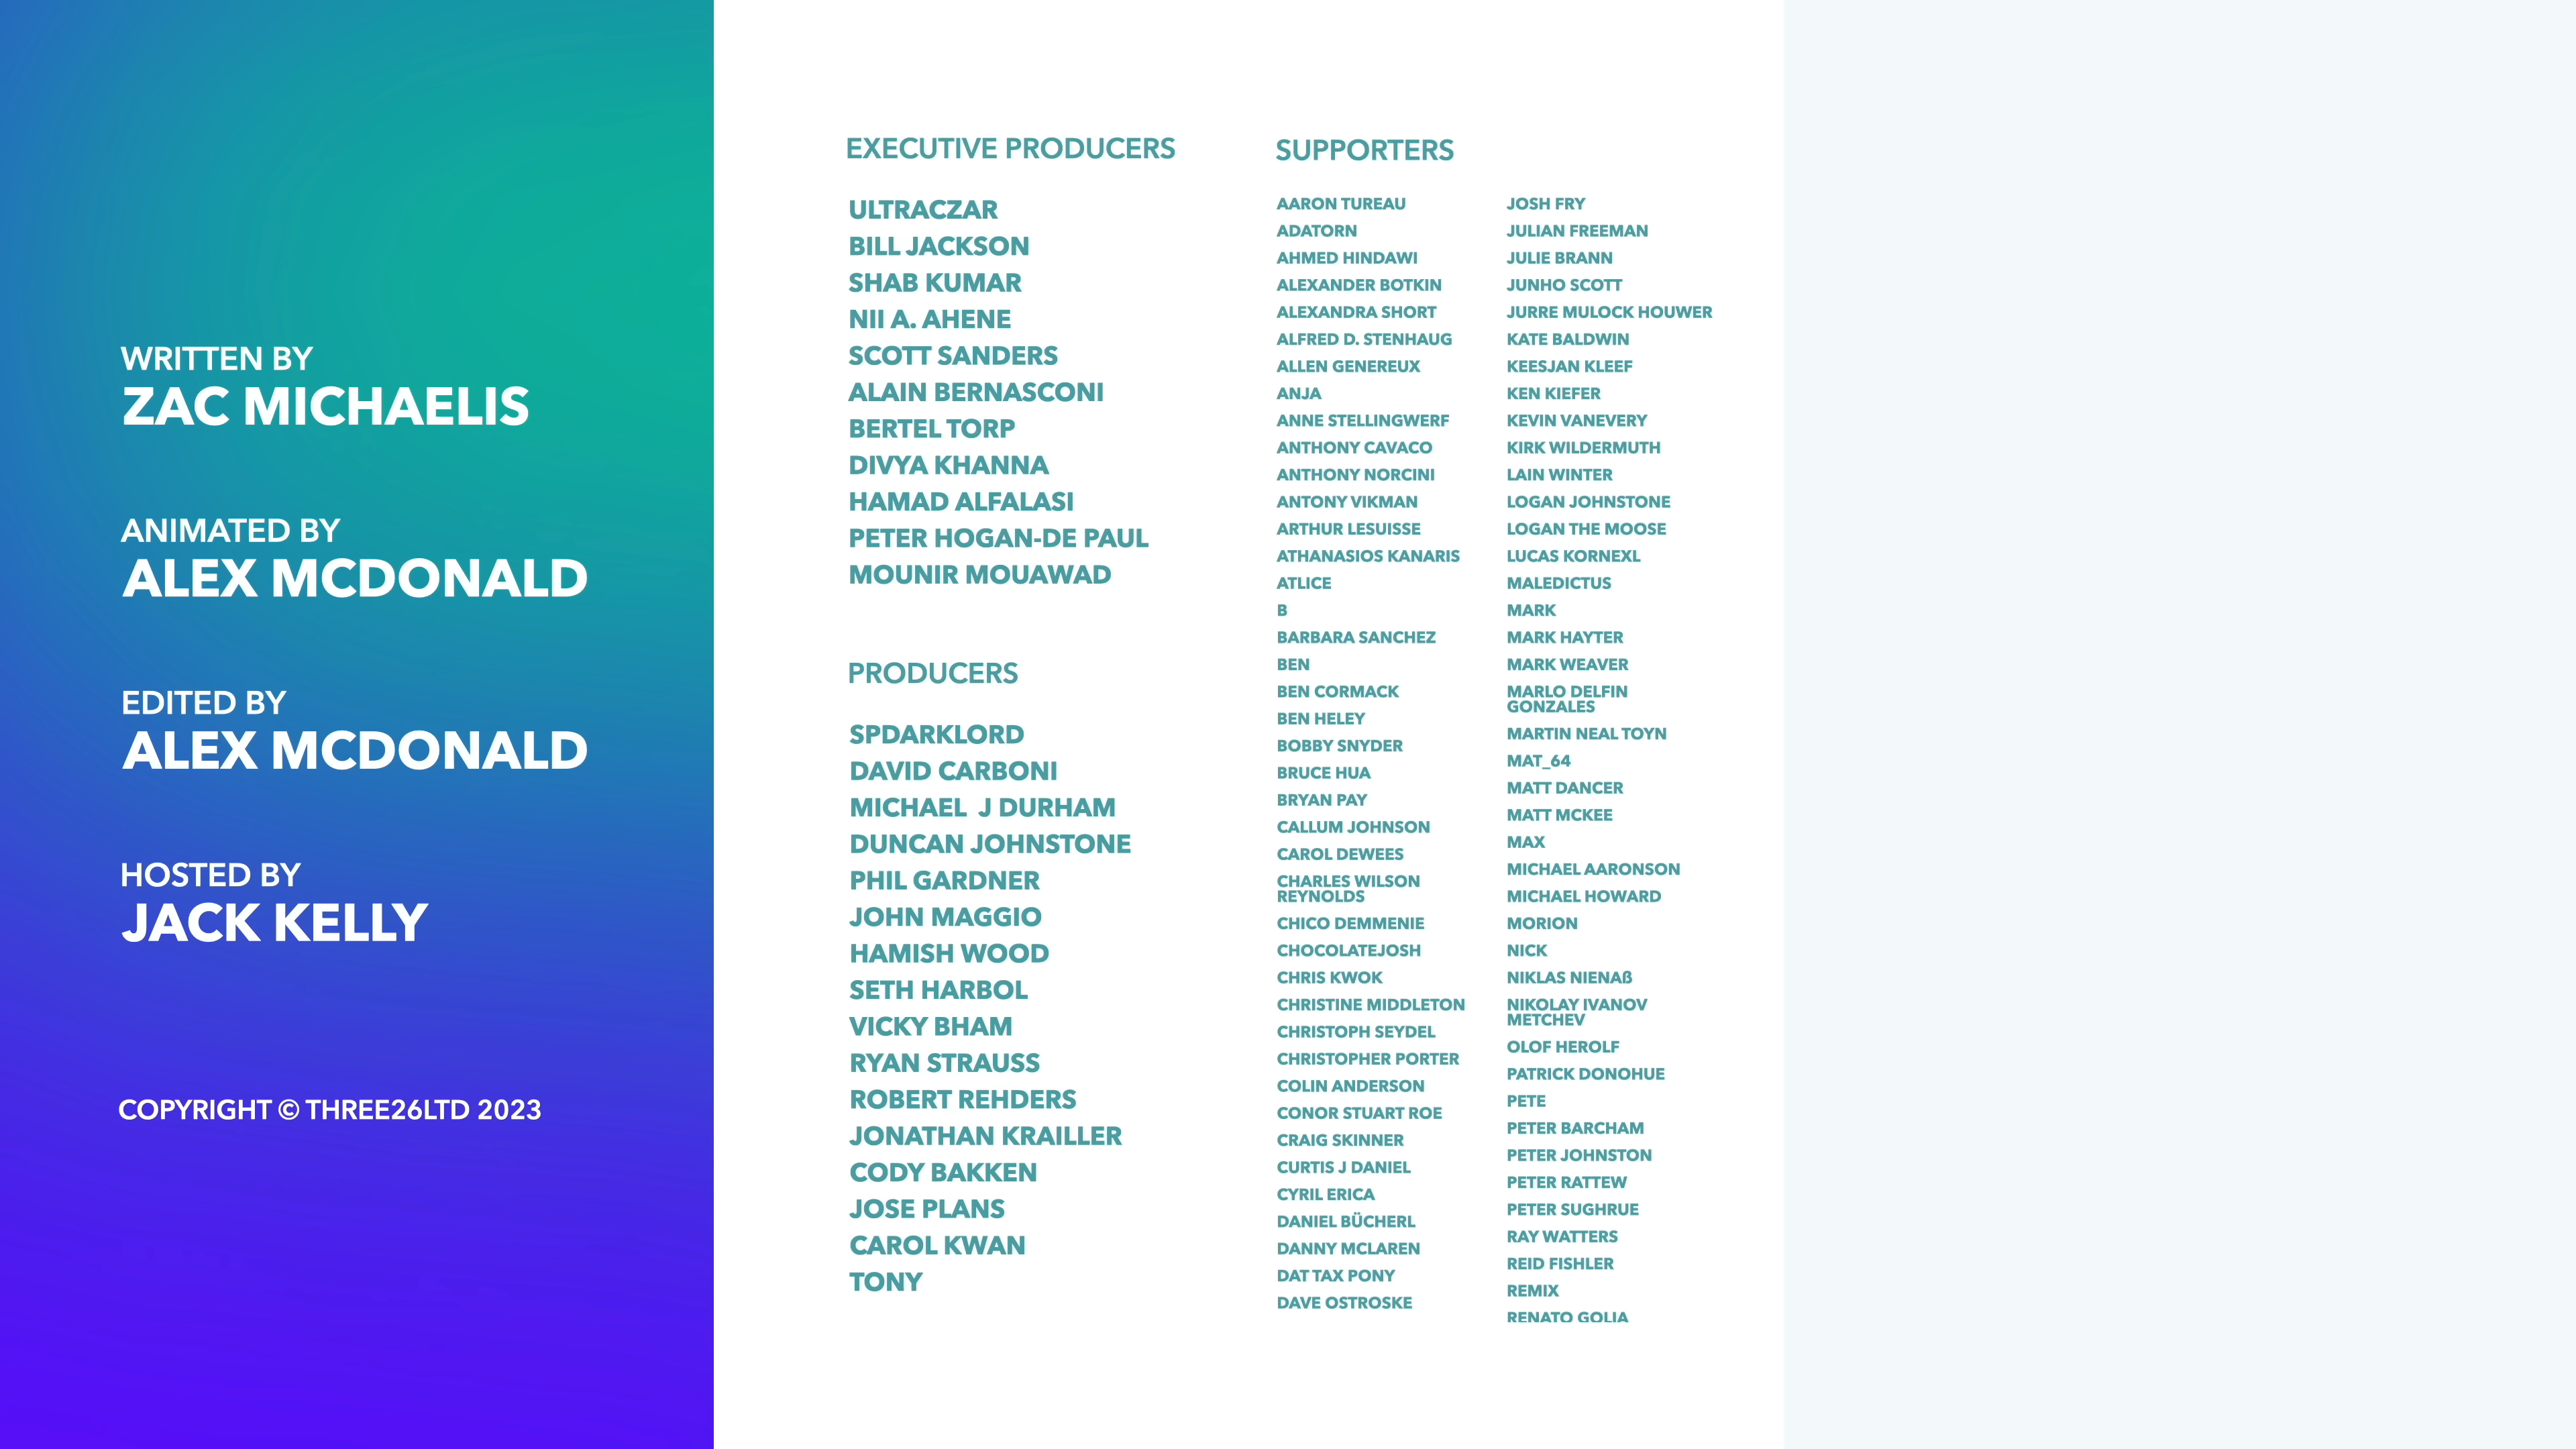 WRITTEN BY
ZAC MICHAELIS
ANIMATED BY
ALEX MCDONALD
EDITED BY
ALEX MCDONALD
HOSTED BY
JACK KELLY
COPYRIGHT © THREE26LTD 2023
EXECUTIVE PRODUCERS
ULTRACZAR
BILL JACKSON
SHAB KUMAR
NII A. AHENE
SCOTT SANDERS
ALAIN BERNASCONI
BERTEL TORP
DIVYA KHANNA
HAMAD ALFALASI
PETER HOGAN-DE PAUL
MOUNIR MOUAWAD
PRODUCERS
SPDARKLORD
DAVID CARBONI
MICHAEL  J DURHAM
DUNCAN JOHNSTONE
PHIL GARDNER
JOHN MAGGIO
HAMISH WOOD
SETH HARBOL
VICKY BHAM
RYAN STRAUSS
ROBERT REHDERS
JONATHAN KRAILLER
CODY BAKKEN
JOSE PLANS
CAROL KWAN
TONY
SUPPORTERS
AARON TUREAU
ADATORN
AHMED HINDAWI
ALEXANDER BOTKIN
ALEXANDRA SHORT
ALFRED D. STENHAUG
ALLEN GENEREUX
ANJA
ANNE STELLINGWERF
ANTHONY CAVACO
ANTHONY NORCINI
ANTONY VIKMAN
ARTHUR LESUISSE
ATHANASIOS KANARIS
ATLICE
B
BARBARA SANCHEZ
BEN
BEN CORMACK
BEN HELEY
BOBBY SNYDER
BRUCE HUA
BRYAN PAY
CALLUM JOHNSON
CAROL DEWEES
CHARLES WILSON
REYNOLDS
CHICO DEMMENIE
CHOCOLATEJOSH
CHRIS KWOK
CHRISTINE MIDDLETON
CHRISTOPH SEYDEL
CHRISTOPHER PORTER
COLIN ANDERSON
CONOR STUART ROE
CRAIG SKINNER
CURTIS J DANIEL
CYRIL ERICA
DANIEL BÜCHERL
DANNY MCLAREN
DAT TAX PONY
DAVE OSTROSKE
JOSH FRY
JULIAN FREEMAN
JULIE BRANN
JUNHO SCOTT
JURRE MULOCK HOUWER
KATE BALDWIN
KEESJAN KLEEF
KEN KIEFER
KEVIN VANEVERY
KIRK WILDERMUTH
LAIN WINTER
LOGAN JOHNSTONE
LOGAN THE MOOSE
LUCAS KORNEXL
MALEDICTUS
MARK
MARK HAYTER
MARK WEAVER
MARLO DELFIN
GONZALES
MARTIN NEAL TOYN
MAT_64
MATT DANCER
MATT MCKEE
MAX
MICHAEL AARONSON
MICHAEL HOWARD
MORION
NICK
NIKLAS NIENAß
NIKOLAY IVANOV
METCHEV
OLOF HEROLF
PATRICK DONOHUE
PETE
PETER BARCHAM
PETER JOHNSTON
PETER RATTEW
PETER SUGHRUE
RAY WATTERS
REID FISHLER
REMIX
RENATO GOLIA